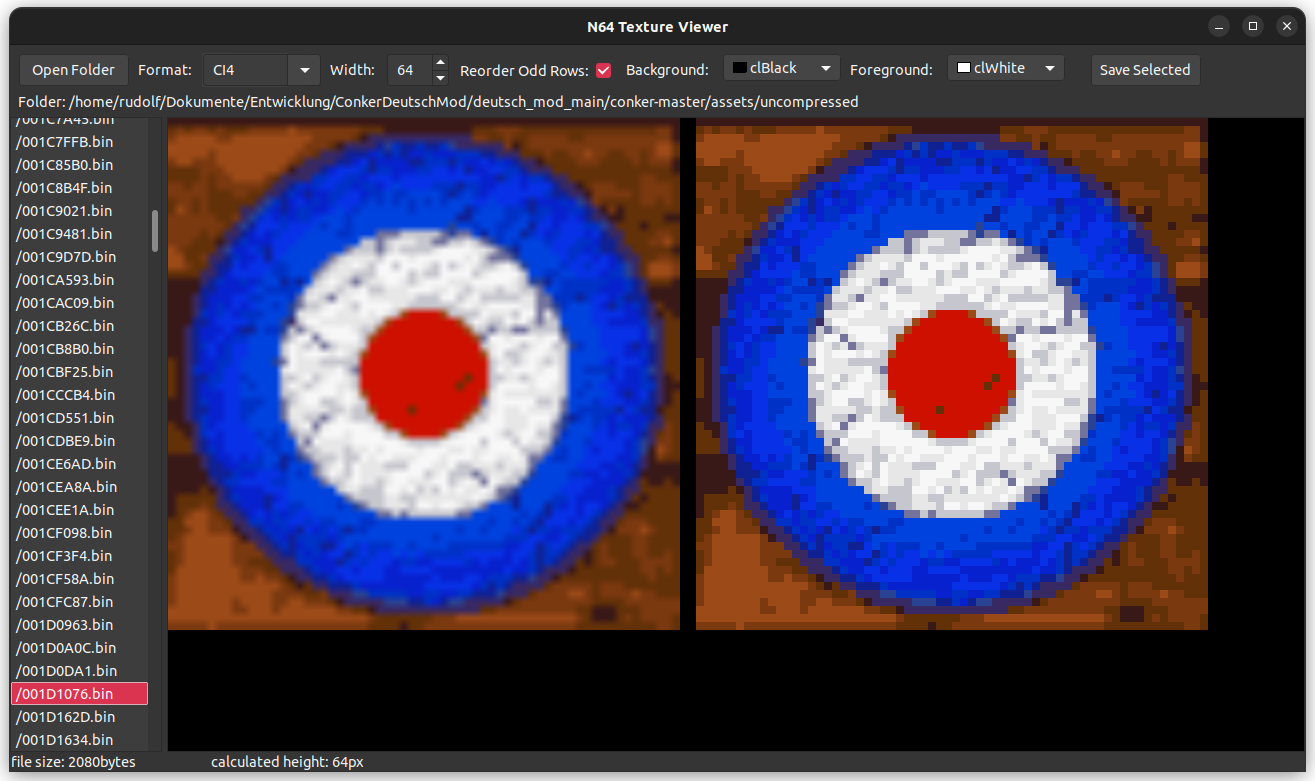 N64 Texture Viewer
Open Folder Format: CI4 Width: 64 Reorder Odd Rows: Background: clBlack Foreground: clWhite Save Selected
Folder: /home/rudolf/Dokumente/Entwicklung/ConkerDeutschMod/deutsch_mod_main/conker-master/assets/uncompressed
/001C7A45.bin
/001C7FFB.bin
/001C85B0.bin
/001C8B4F.bin
/001C9021.bin
/001C9481.bin
/001C9D7D.bin
/001CA593.bin
/001CAC09.bin
/001CB26C.bin
/001CB8B0.bin
/001CBF25.bin
/001CCCB4.bin
/001CD551.bin
/001CDBE9.bin
/001CE6AD.bin
/001CEA8A.bin
/001CEE1A.bin
/001CF098.bin
/001CF3F4.bin
/001CF58A.bin
/001CFC87.bin
/001D0963.bin
/001D0A0C.bin
/001D0DA1.bin
/001D1076.bin
/001D162D.bin
/001D1634.bin
file size: 2080bytes calculated height: 64px